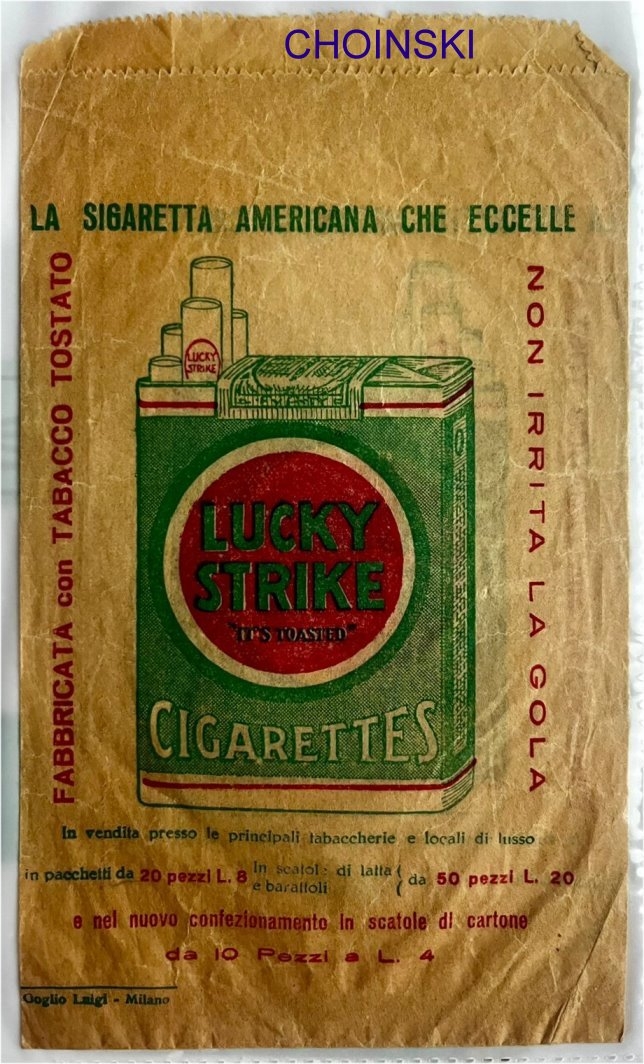 CHOINSKI
LA SIGARETTA AMERICANA CHE ECCELLE
FABBRICATA con TABACCO TOSTATO
NON IRRITA LA GOLA
LUCKY
STRIKE
LUCKY
STRIKE
"IT'S TOASTED"
CIGARETTES
In vendita presso le principali tabaccherie e locali di lusso
in pacchetti da 20 pezzi L. 8 In scatole di latta ( da 50 pezzi L. 20
e barattoli (
e nel nuovo confezionamento in scatole di cartone
da 10 Pezzi a L. 4
Goglio Luigi - Milano